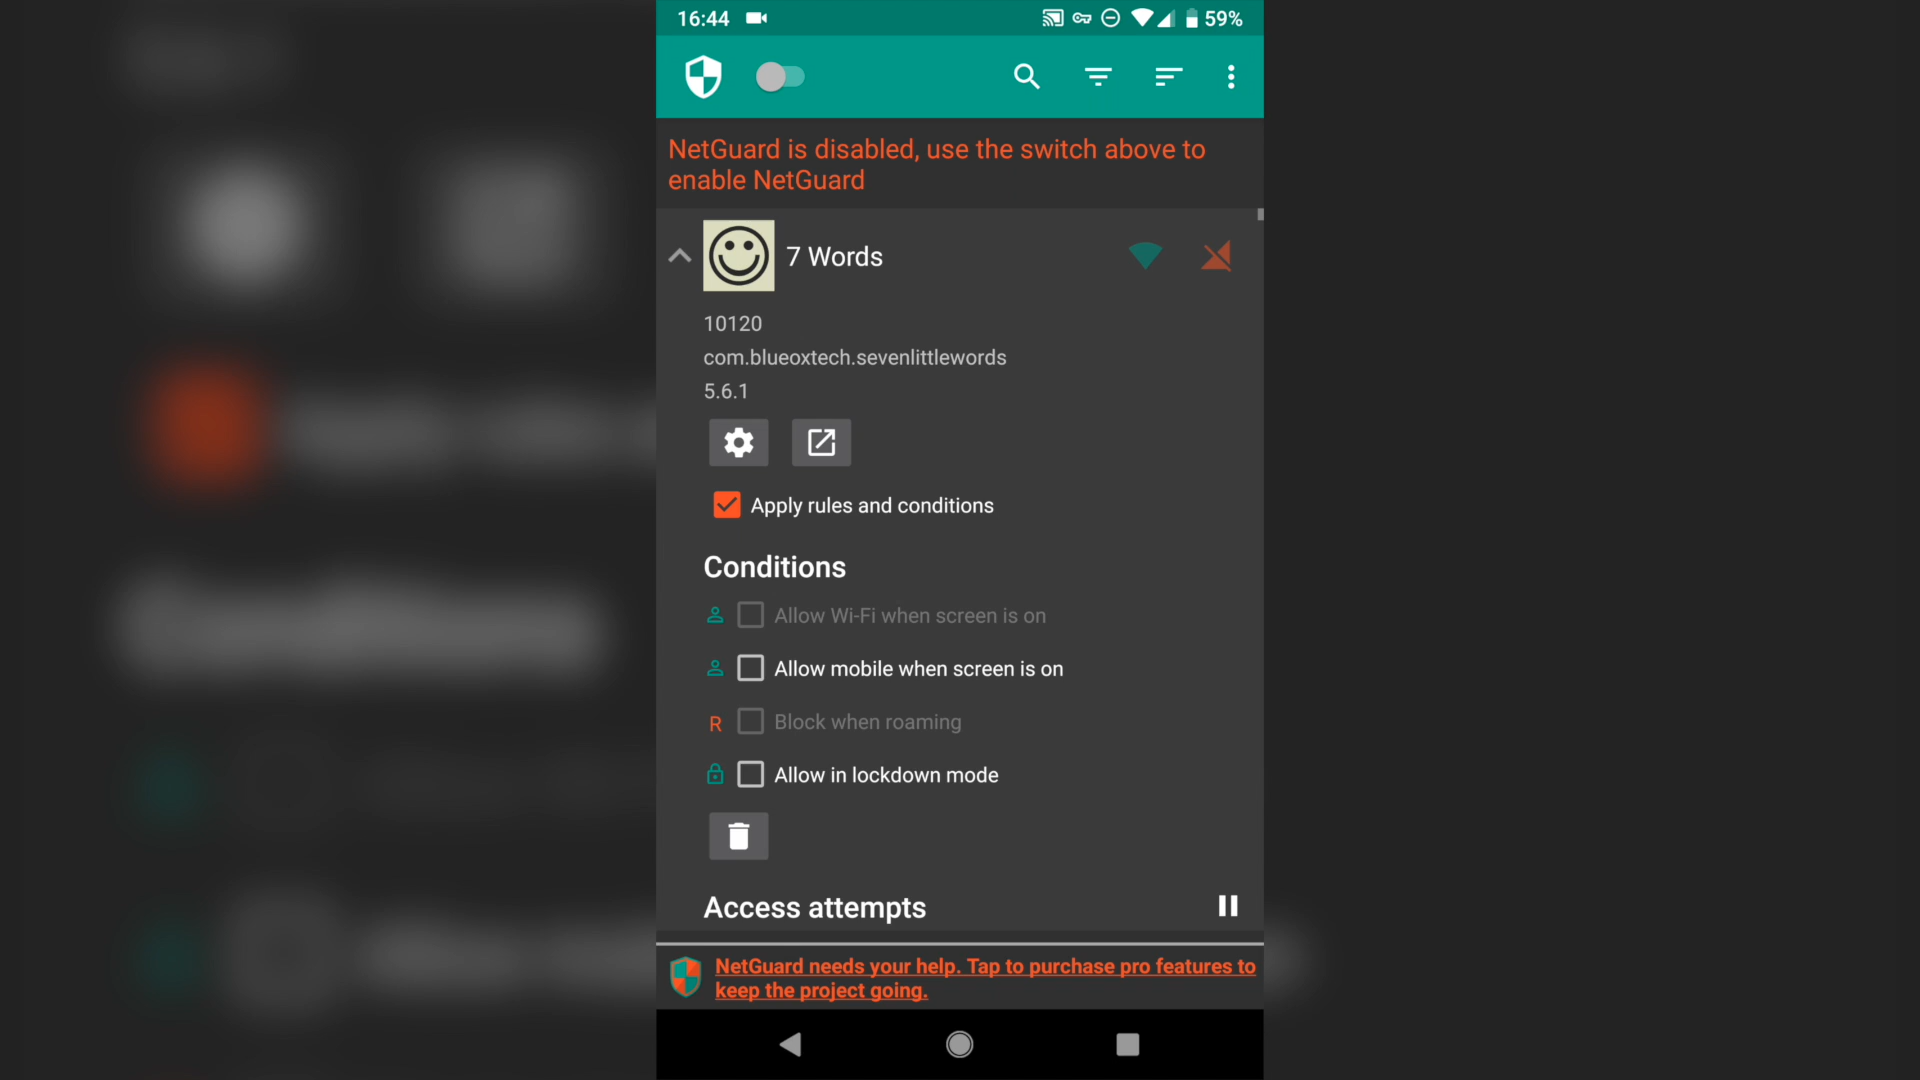 16:44
59%
NetGuard is disabled, use the switch above to
enable NetGuard
7 Words
10120
com.blueoxtech.sevenlittlewords
5.6.1
Apply rules and conditions
Conditions
Allow Wi-Fi when screen is on
Allow mobile when screen is on
R Block when roaming
Allow in lockdown mode
Access attempts
NetGuard needs your help. Tap to purchase pro features to
keep the project going.